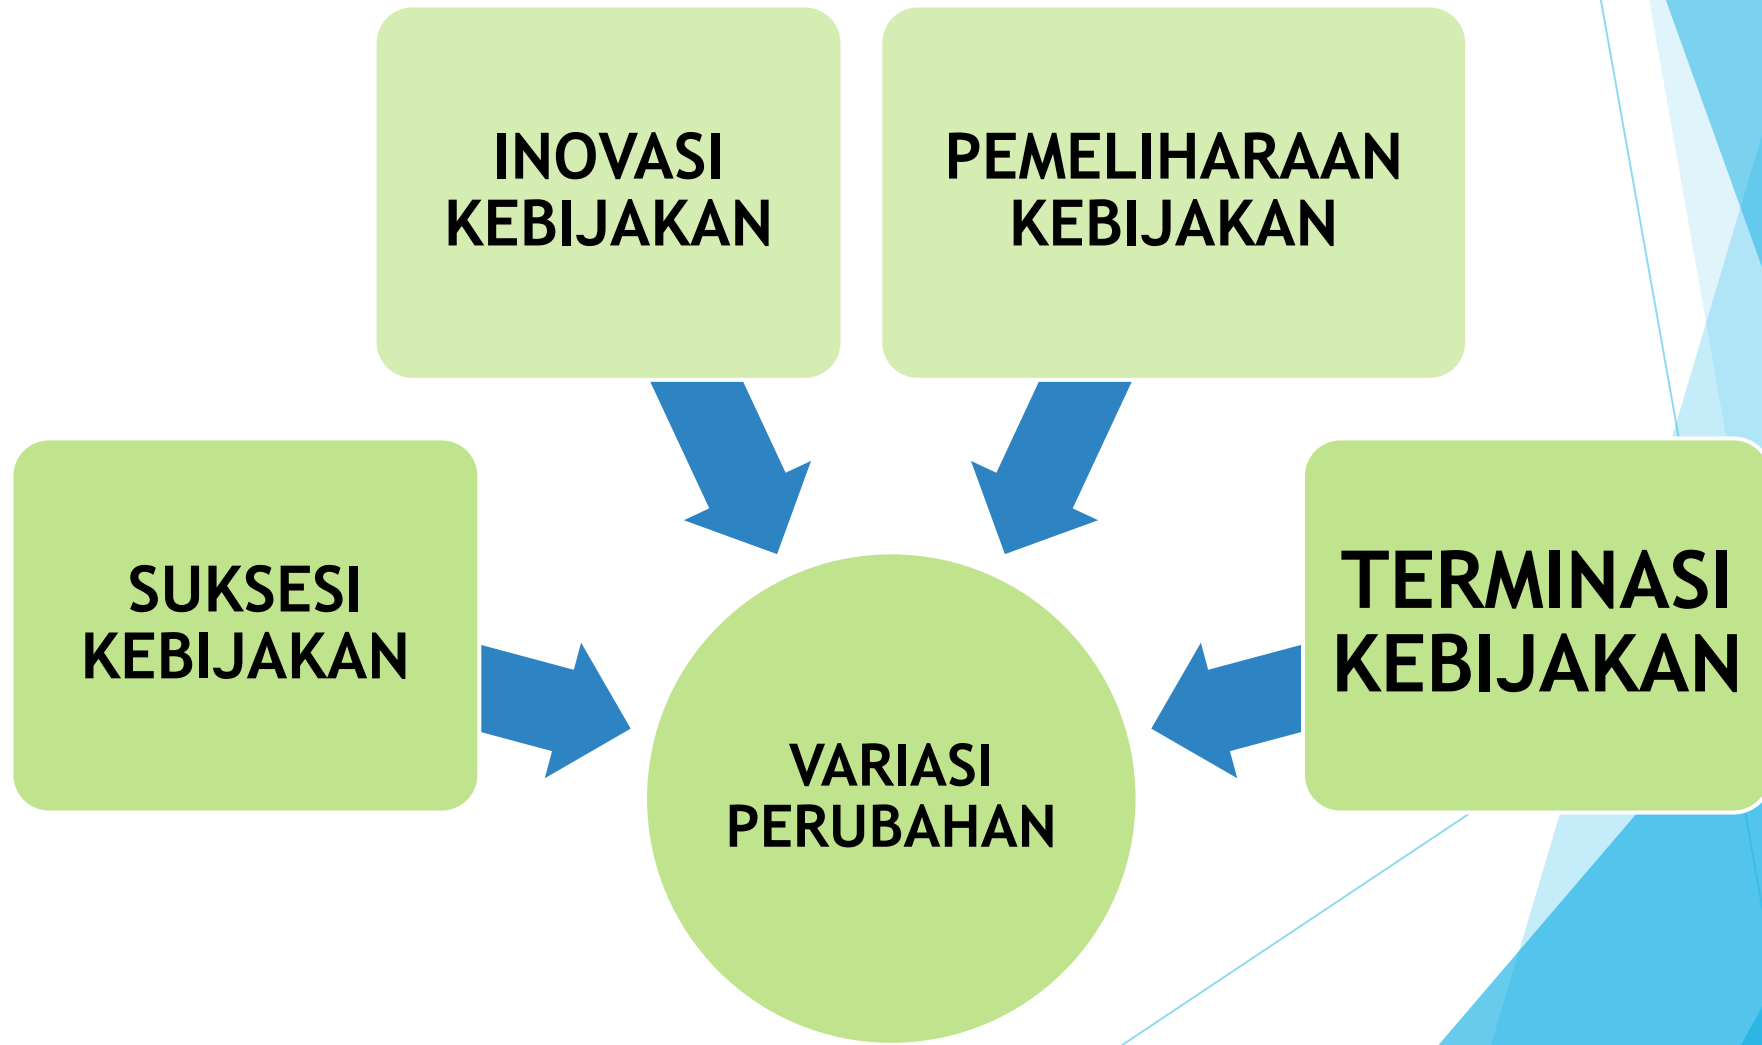 INOVASI
KEBIJAKAN
PEMELIHARAAN
KEBIJAKAN
SUKSESI
KEBIJAKAN
TERMINASI
KEBIJAKAN
VARIASI
PERUBAHAN